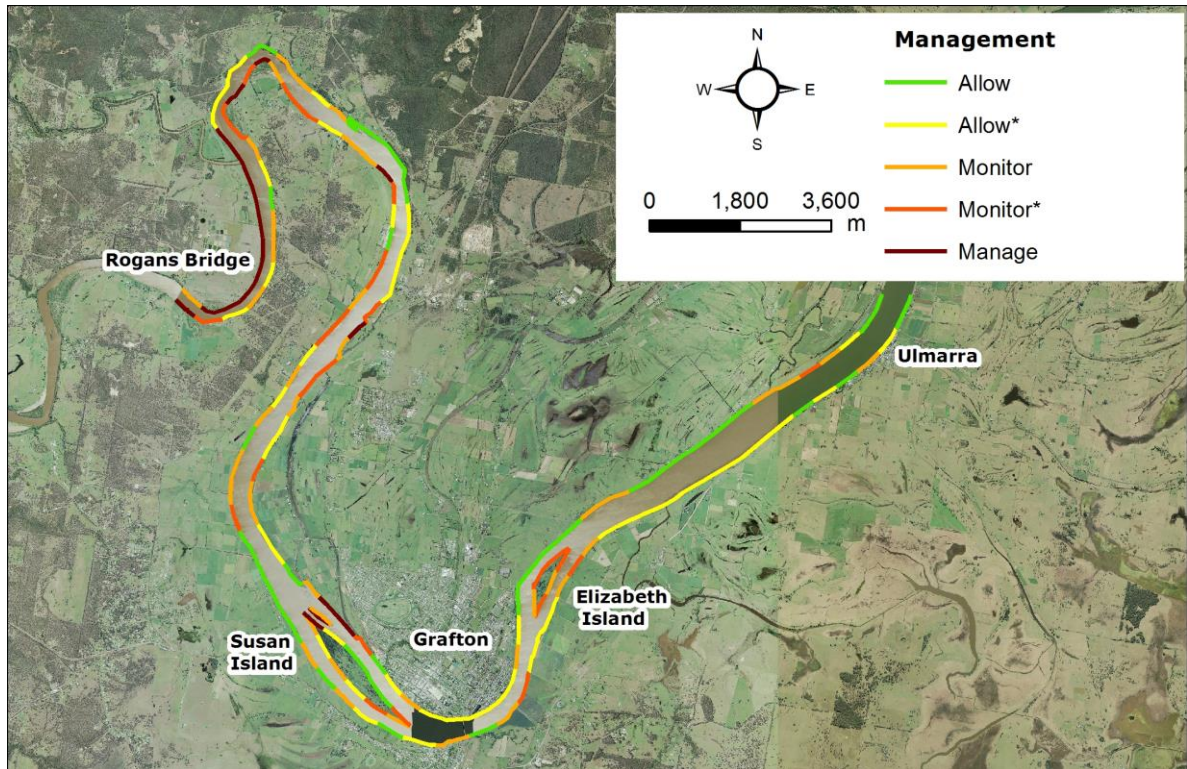 Management
N
W E
S
Allow
Allow*
Monitor
Monitor*
Manage
0 1,800 3,600
m
Rogans Bridge
Ulmarra
Elizabeth
Island
Grafton
Susan
Island